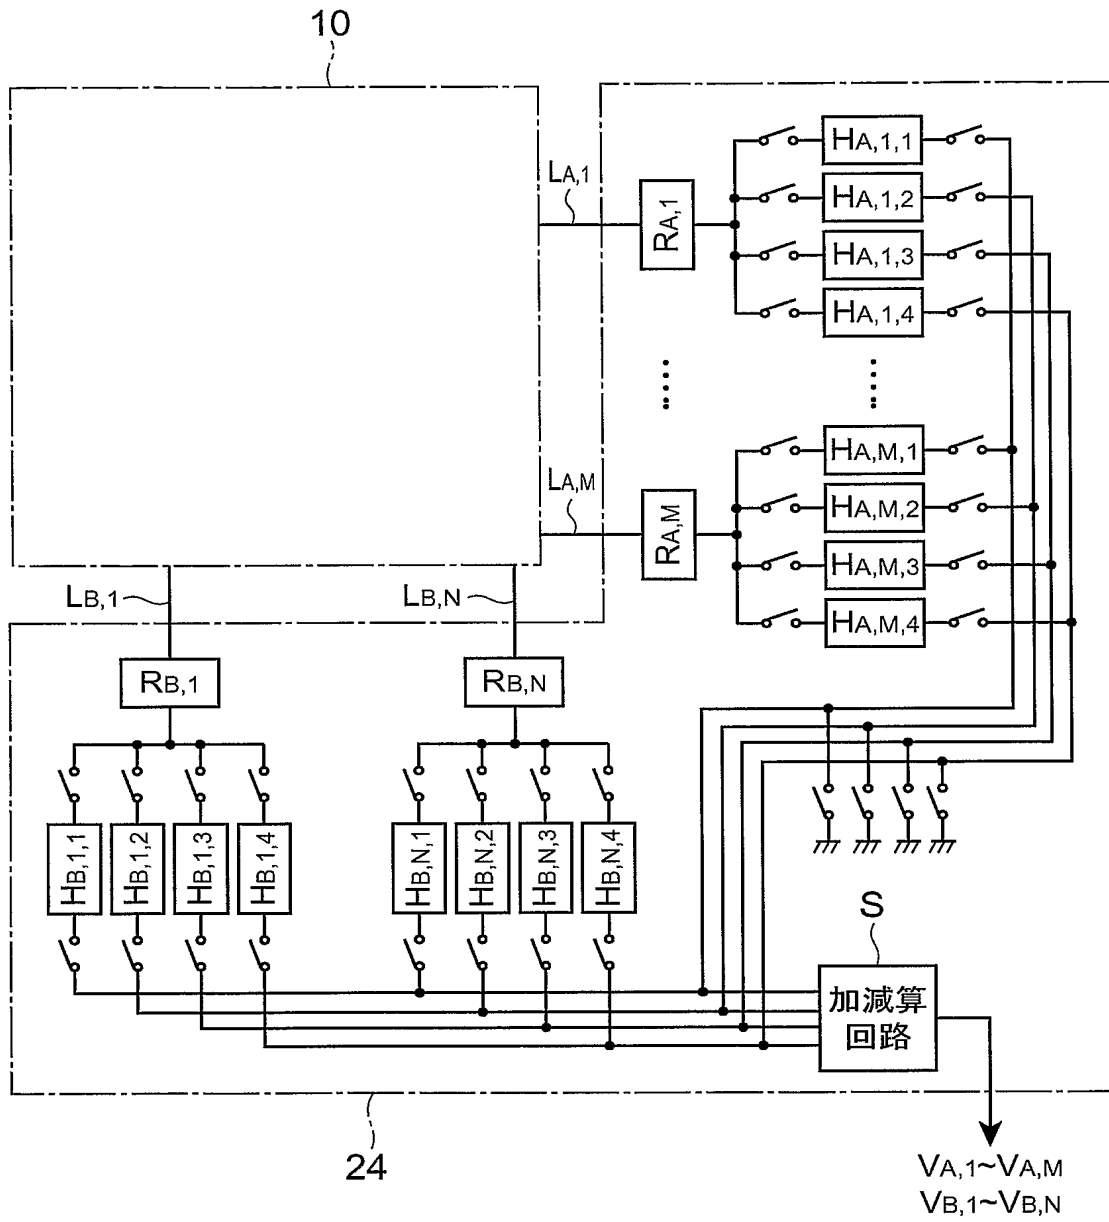 10
LA,1
RA,1
HA,1,1
HA,1,2
HA,1,3
HA,1,4
LA,M
RA,M
HA,M,1
HA,M,2
HA,M,3
HA,M,4
LB,1
LB,N
RB,1
RB,N
HB,1,1
HB,1,2
HB,1,3
HB,1,4
HB,N,1
HB,N,2
HB,N,3
HB,N,4
S
加減算
回路
24
VA,1~VA,M
VB,1~VB,N